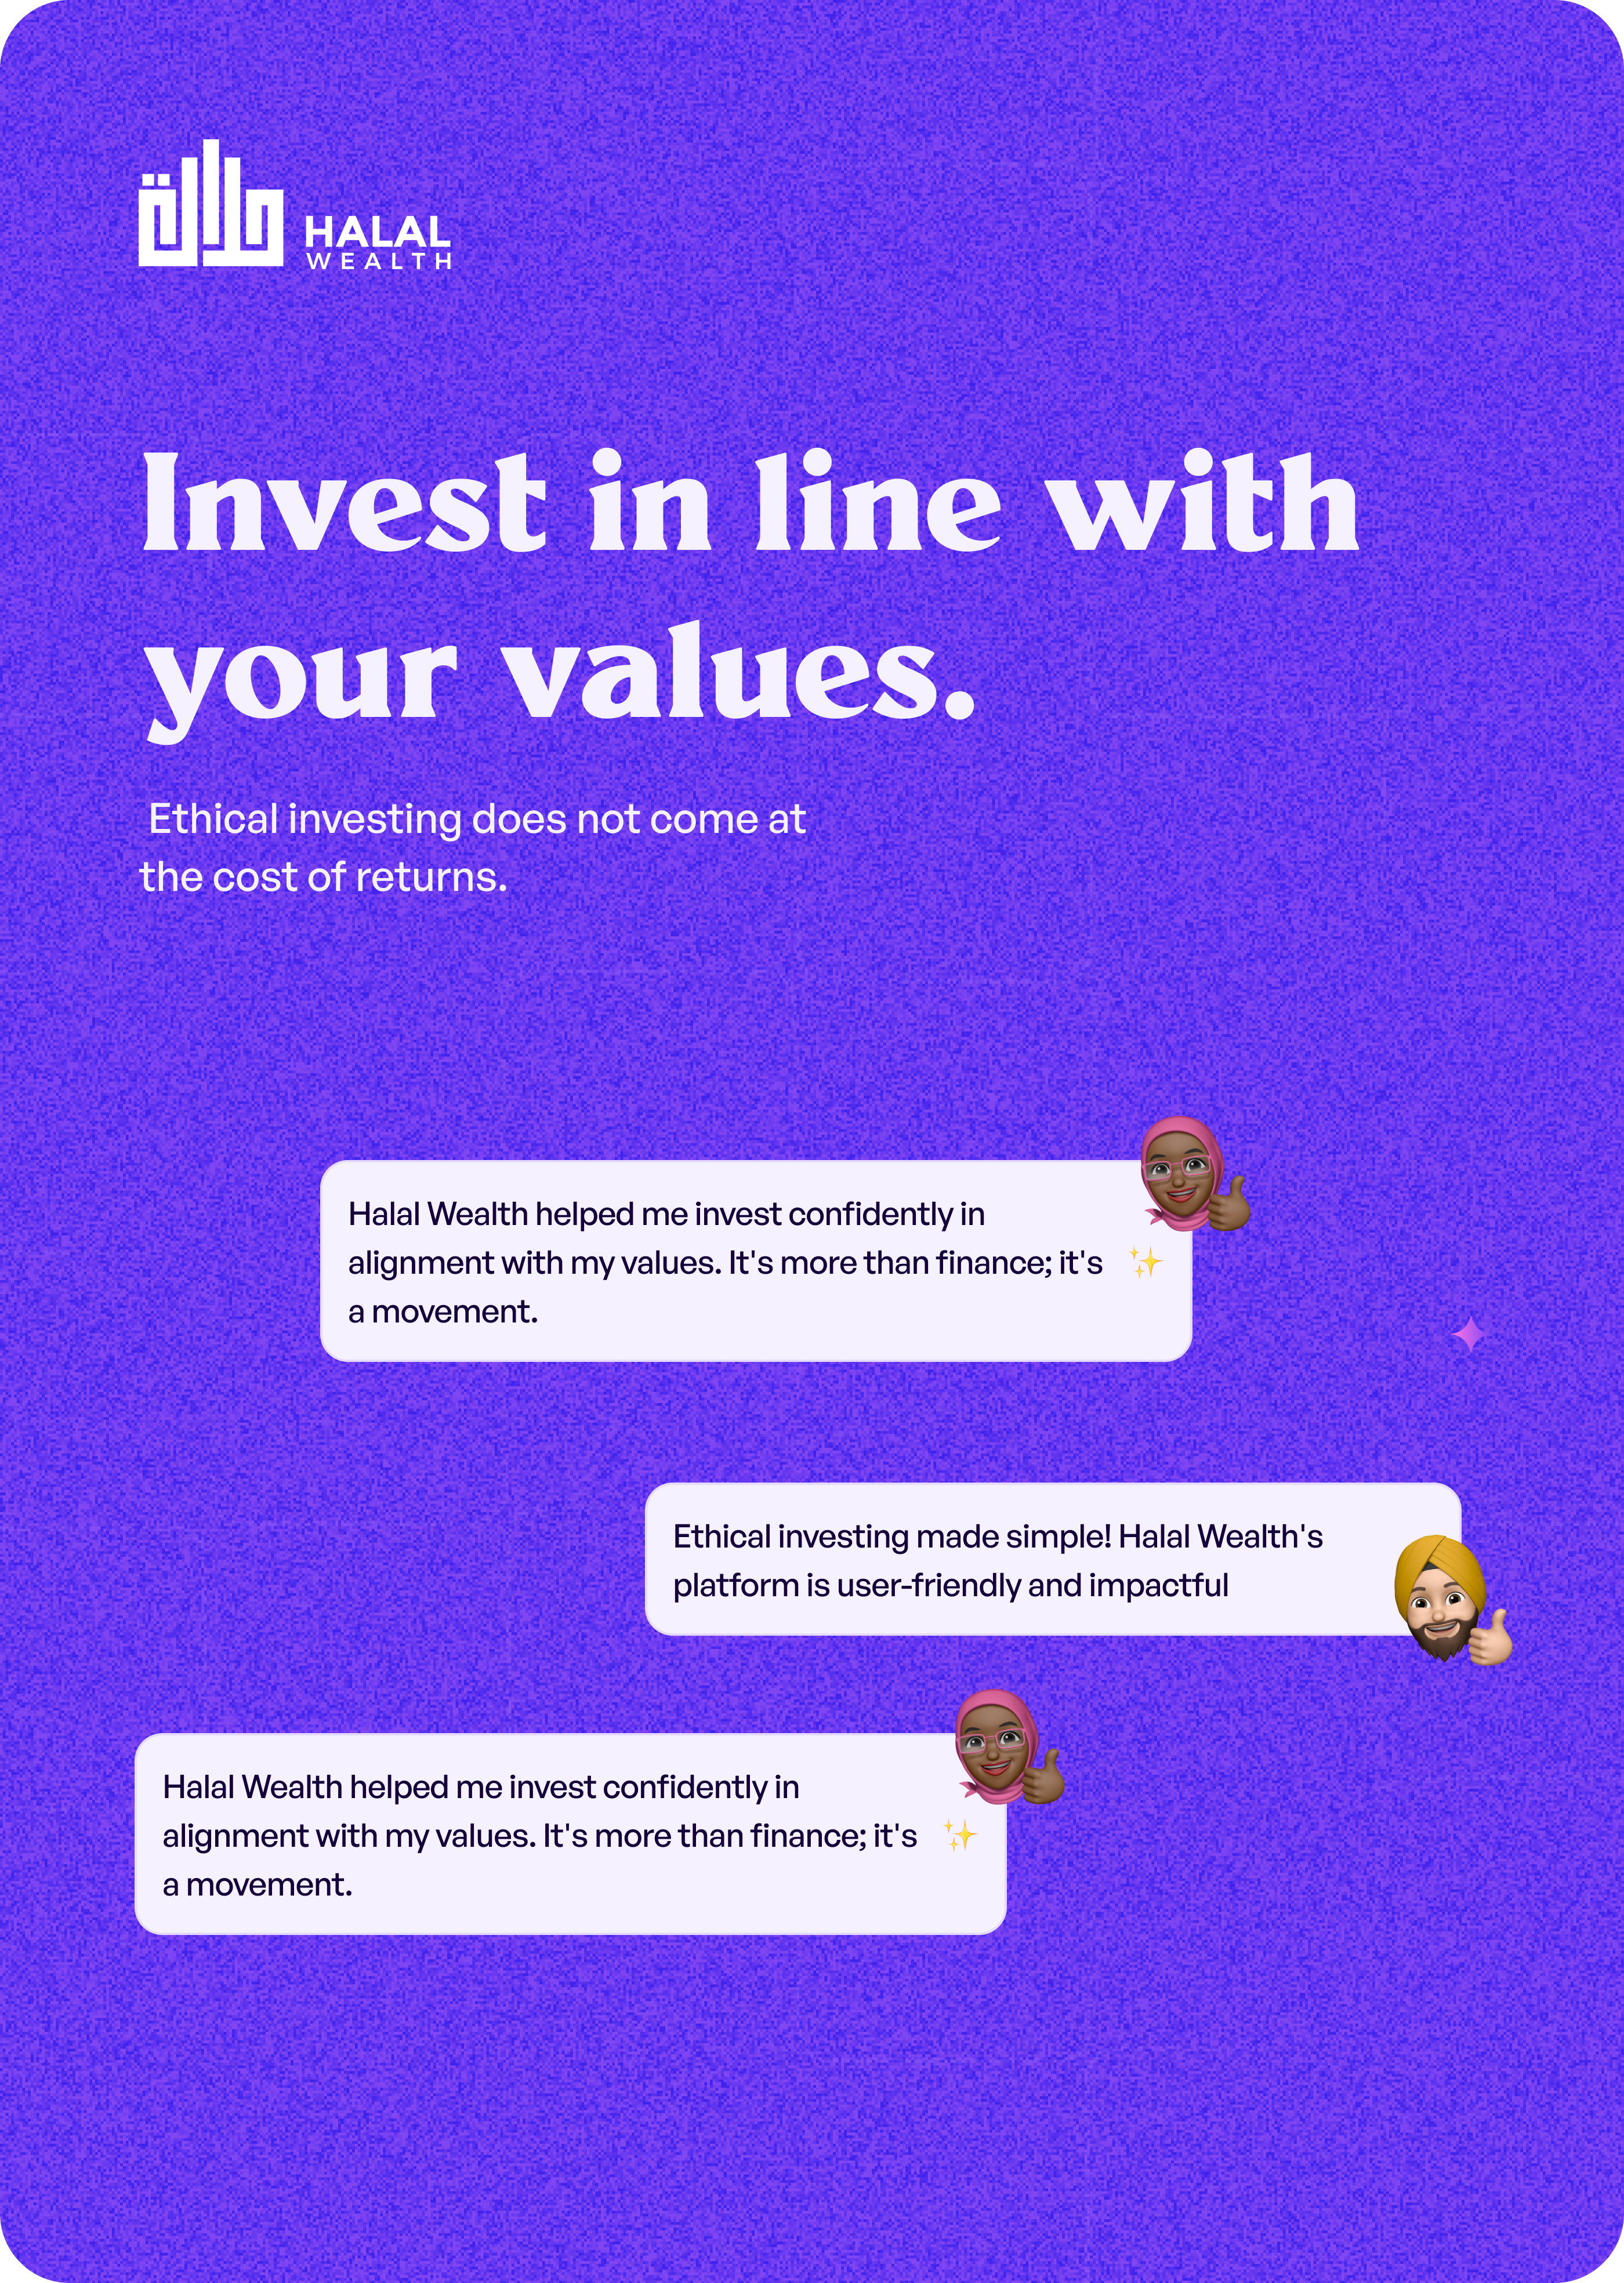 حلال
HALAL
WEALTH
Invest in line with
your values.
Ethical investing does not come at
the cost of returns.
Halal Wealth helped me invest confidently in
alignment with my values. It's more than finance; it's ✨
a movement.
Ethical investing made simple! Halal Wealth's
platform is user-friendly and impactful
Halal Wealth helped me invest confidently in
alignment with my values. It's more than finance; it's ✨
a movement.